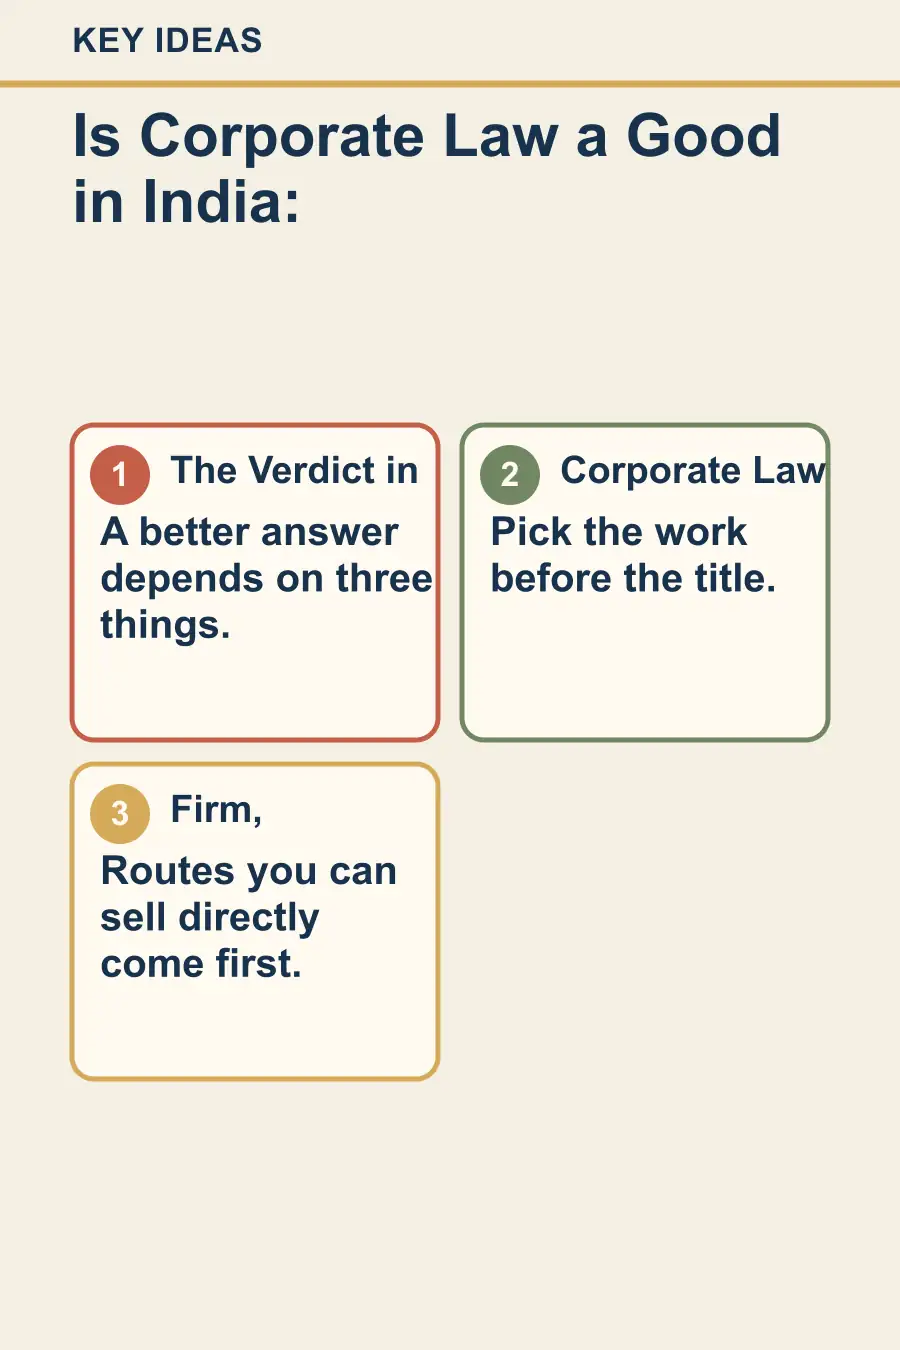 KEY IDEAS
Is Corporate Law a Good
in India:
1 The Verdict in
A better answer
depends on three
things.
2 Corporate Law
Pick the work
before the title.
3 Firm,
Routes you can
sell directly
come first.